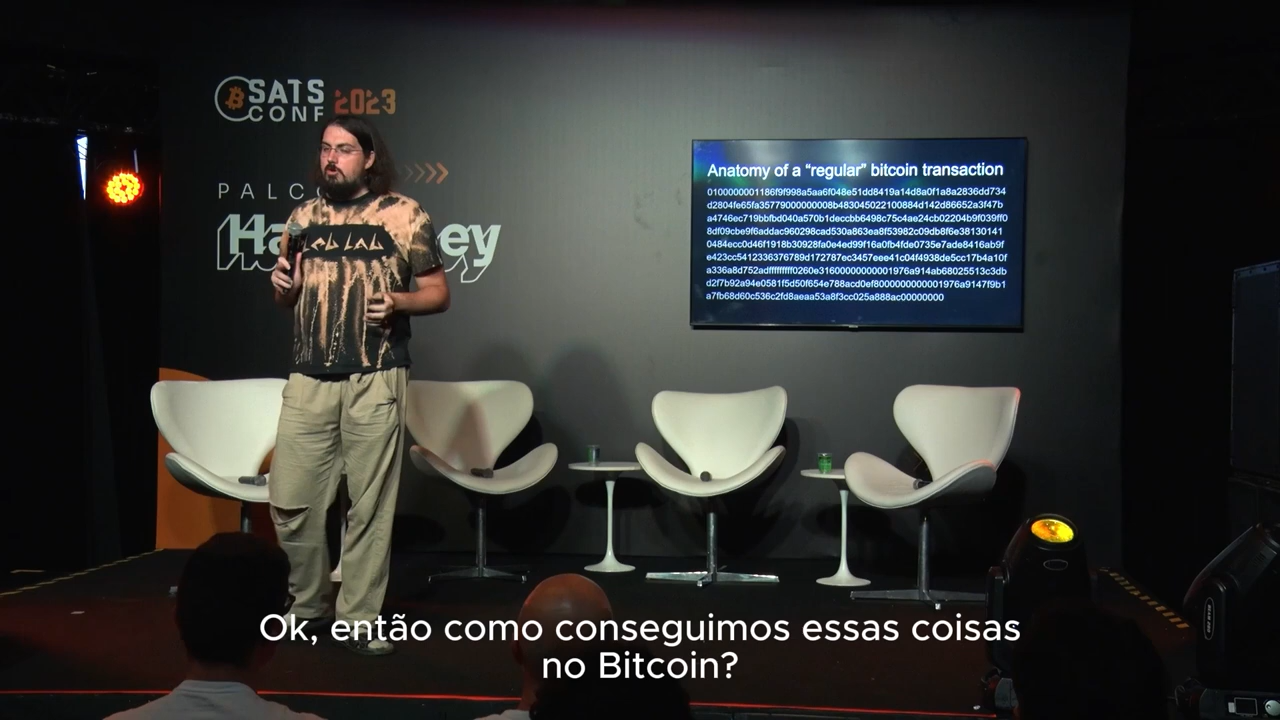 SATS
CONF 2023
PALCO
Anatomy of a “regular” bitcoin transaction
0100000001186f9f998a5aa6f048e51dd8419a14d8a0f1a8a2836dd734
d2804fe65fa35779000000008b483045022100884d142d86652a3f47b
a4746ec719bbfbd040a570b1deccbb6498c75c4ae24cb02204b9f039ff0
8df09cbe9f6addac960298cad530a863ea8f53982c09db8f6e38130141
0484ecc0d46f1918b30928fa0e4ed99f16a0fb4fde0735e7ade8416ab9f
e423cc5412336376789d172787ec3457eee41c04f4938de5cc17b4a10f
a336a8d752adffffffff0260e31600000000001976a914ab68025513c3db
d2f7b92a94e0581f5d50f654e788acd0ef8000000000001976a9147f9b1
a7fb68d60c536c2fd8aeaa53a8f3cc025a888ac00000000
Ok, então como conseguimos essas coisas
no Bitcoin?